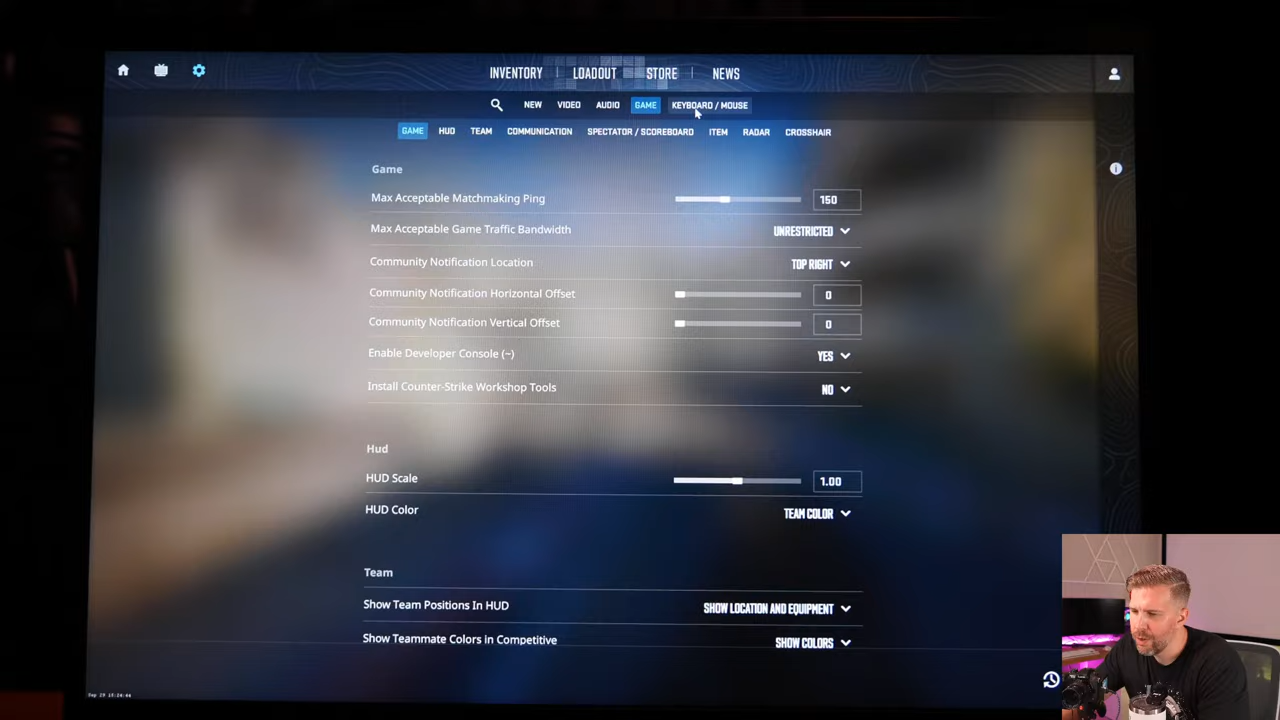 INVENTORY LOADOUT STORE NEWS
NEW VIDEO AUDIO GAME KEYBOARD / MOUSE
GAME HUD TEAM COMMUNICATION SPECTATOR / SCOREBOARD ITEM RADAR CROSSHAIR
Game
Max Acceptable Matchmaking Ping 150
Max Acceptable Game Traffic Bandwidth UNRESTRICTED
Community Notification Location TOP RIGHT
Community Notification Horizontal Offset 0
Community Notification Vertical Offset 0
Enable Developer Console (~) YES
Install Counter-Strike Workshop Tools NO
Hud
HUD Scale 1.00
HUD Color TEAM COLOR
Team
Show Team Positions In HUD SHOW LOCATION AND EQUIPMENT
Show Teammate Colors in Competitive SHOW COLORS